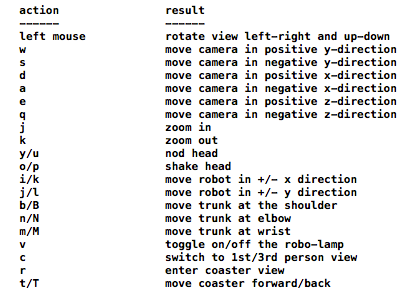 action result
------ ------
left mouse rotate view left-right and up-down
w move camera in positive y-direction
s move camera in negative y-direction
d move camera in positive x-direction
a move camera in negative x-direction
e move camera in positive z-direction
q move camera in negative z-direction
j zoom in
k zoom out
y/u nod head
o/p shake head
i/k move robot in +/- x direction
j/l move robot in +/- y direction
b/B move trunk at the shoulder
n/N move trunk at elbow
m/M move trunk at wrist
v toggle on/off the robo-lamp
c switch to 1st/3rd person view
r enter coaster view
t/T move coaster forward/back